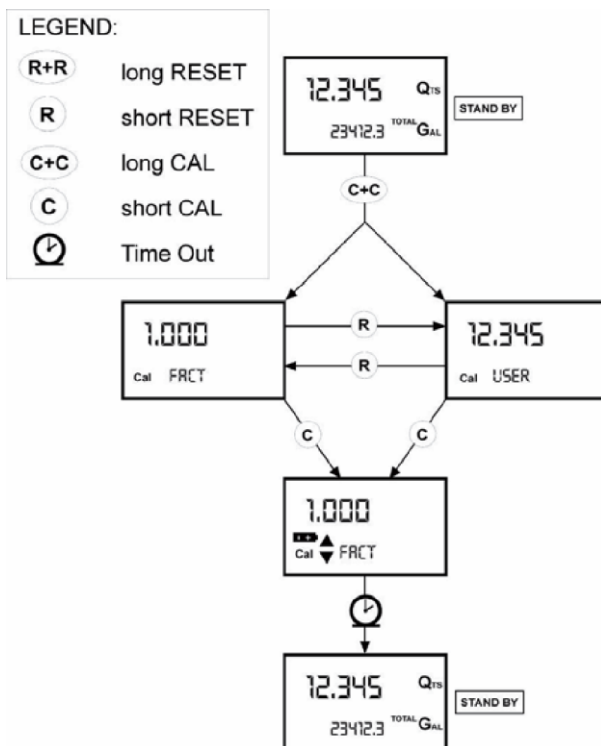 LEGEND:
R+R long RESET
R short RESET
C+C long CAL
C short CAL
Time Out
12.345 QTS
23412.3 TOTAL GAL
STAND BY
C+C
1.000
Cal FACT
R
R
12.345
Cal USER
C
C
1.000
Cal FACT
12.345 QTS
23412.3 TOTAL GAL
STAND BY